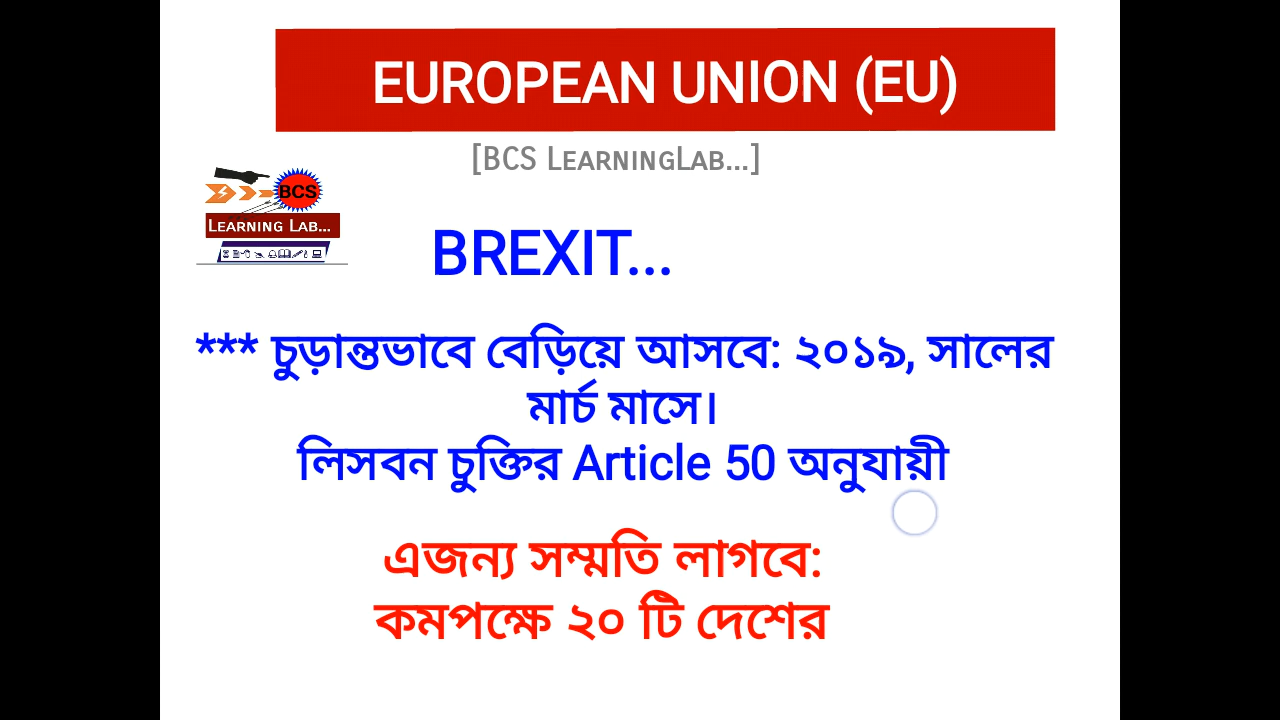 EUROPEAN UNION (EU)
[BCS LEARNINGLAB...]
BCS
LEARNING LAB...
BREXIT...
*** চুড়ান্তভাবে বেড়িয়ে আসবে: ২০১৯, সালের
মার্চ মাসে।
লিসবন চুক্তির Article 50 অনুযায়ী
এজন্য সম্মতি লাগবে:
কমপক্ষে ২০ টি দেশের